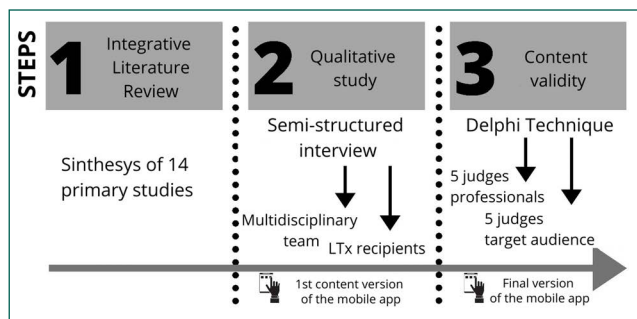 STEPS
1
Integrative
Literature
Review
Sinthesys of 14
primary studies
2
Qualitative
study
Semi-structured
interview
Multidisciplinary
team
LTx recipients
1st content version
of the mobile app
3
Content
validity
Delphi Technique
5 judges
professionals
5 judges
target audience
Final version
of the mobile app